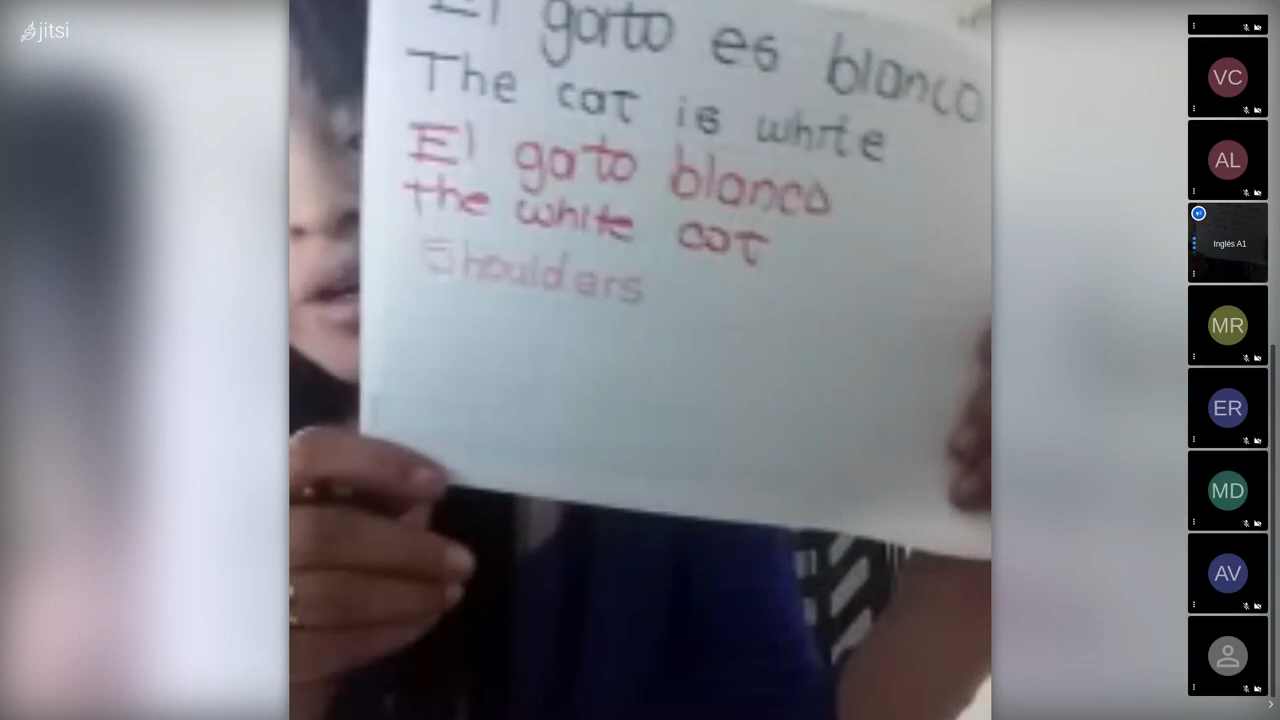 jitsi
El gato es blanco
The cat is white
El gato blanco
the white cat
Shouldars
VC
AL
Inglés A1
MR
ER
MD
AV